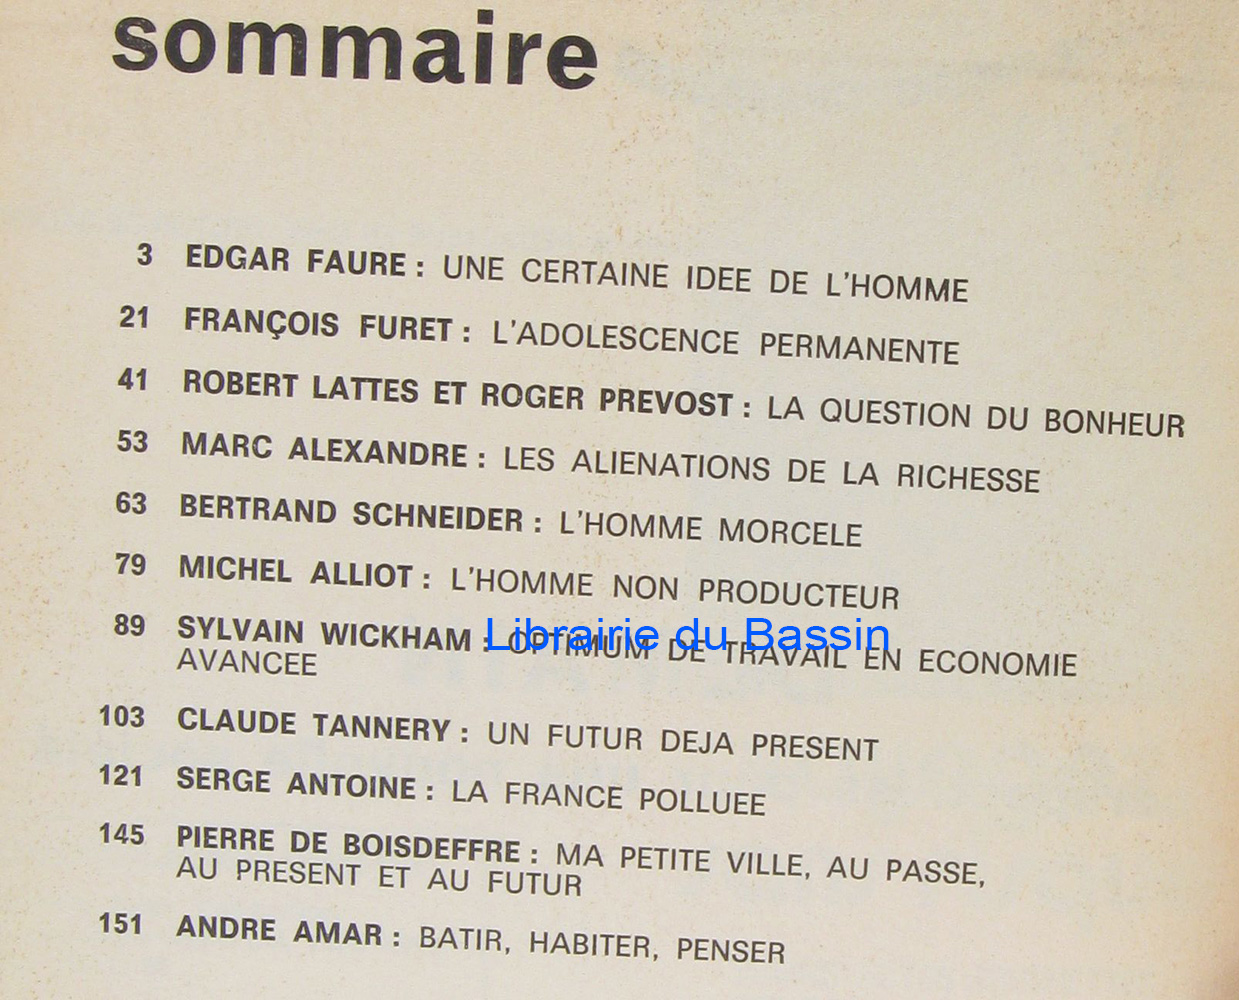 sommaire
3 EDGAR FAURE : UNE CERTAINE IDEE DE L'HOMME
21 FRANÇOIS FURET : L'ADOLESCENCE PERMANENTE
41 ROBERT LATTES ET ROGER PREVOST : LA QUESTION DU BONHEUR
53 MARC ALEXANDRE : LES ALIENATIONS DE LA RICHESSE
63 BERTRAND SCHNEIDER : L'HOMME MORCELE
79 MICHEL ALLIOT : L'HOMME NON PRODUCTEUR
89 SYLVAIN WICKHAM : OPTIMUM DE TRAVAIL EN ECONOMIE
AVANCEE
Librairie du Bassin
103 CLAUDE TANNERY : UN FUTUR DEJA PRESENT
121 SERGE ANTOINE : LA FRANCE POLLUEE
145 PIERRE DE BOISDEFFRE : MA PETITE VILLE, AU PASSE,
AU PRESENT ET AU FUTUR
151 ANDRE AMAR : BATIR, HABITER, PENSER